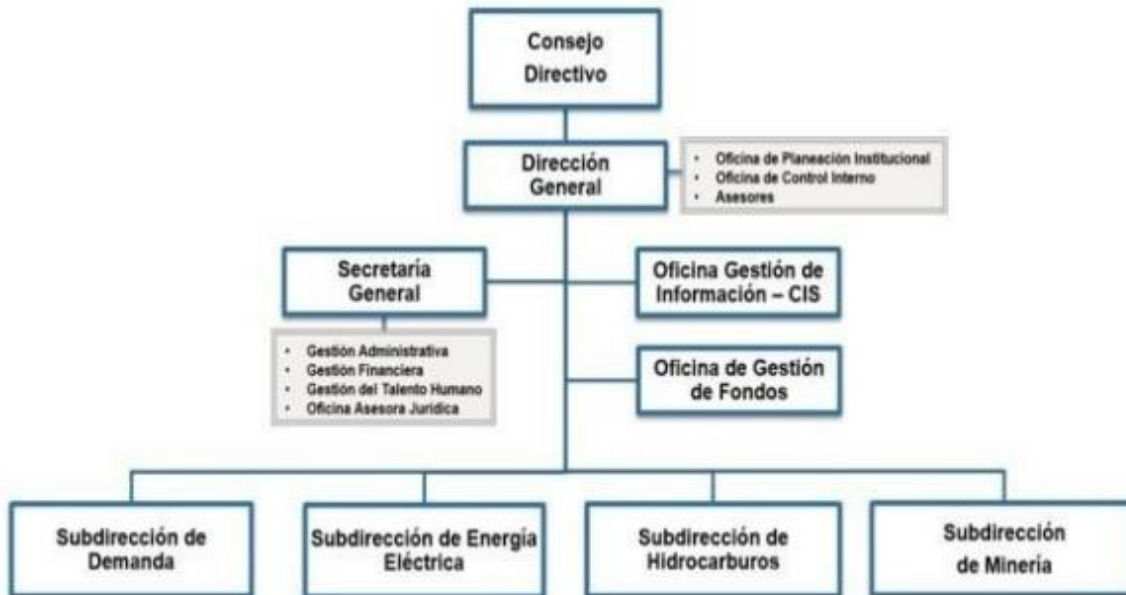 Consejo
Directivo
Dirección
General
• Oficina de Planeación Institucional
• Oficina de Control Interno
• Asesores
Secretaría
General
Oficina Gestión de
Información – CIS
• Gestión Administrativa
• Gestión Financiera
• Gestión del Talento Humano
• Oficina Asesora Jurídica
Oficina de Gestión
de Fondos
Subdirección de
Demanda
Subdirección de Energía
Eléctrica
Subdirección de
Hidrocarburos
Subdirección
de Minería